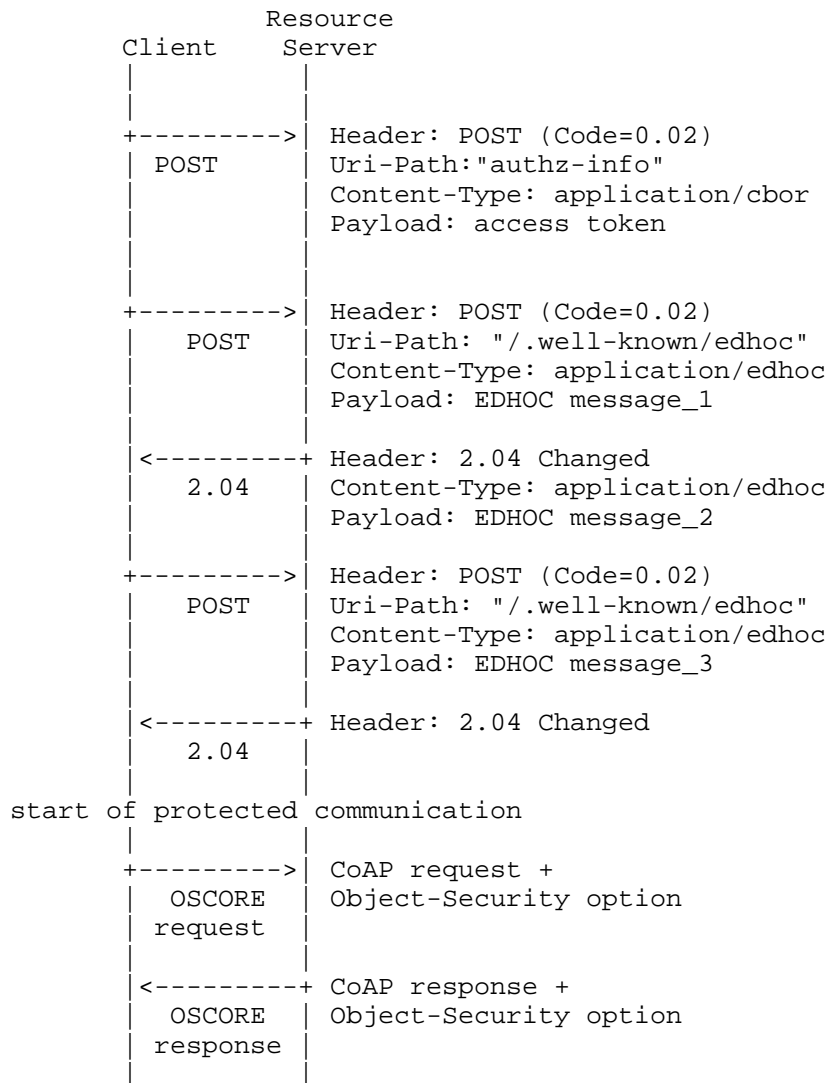 Resource
       Client     Server
        |            |
        |            |
        +---------->| Header: POST (Code=0.02)
        | POST       | Uri-Path:"authz-info"
        |            | Content-Type: application/cbor
        |            | Payload: access token
        |            |
        |            |
        +---------->| Header: POST (Code=0.02)
        |   POST     | Uri-Path: "/.well-known/edhoc"
        |            | Content-Type: application/edhoc
        |            | Payload: EDHOC message_1
        |            |
        |<---------+ Header: 2.04 Changed
        |   2.04     | Content-Type: application/edhoc
        |            | Payload: EDHOC message_2
        |            |
        +---------->| Header: POST (Code=0.02)
        |   POST     | Uri-Path: "/.well-known/edhoc"
        |            | Content-Type: application/edhoc
        |            | Payload: EDHOC message_3
        |            |
        |<---------+ Header: 2.04 Changed
        |   2.04     |
        |            |
start of protected communication
        |            |
        +---------->| CoAP request +
        |  OSCORE    | Object-Security option
        | request    |
        |            |
        |<---------+ CoAP response +
        |  OSCORE    | Object-Security option
        | response   |
        |            |